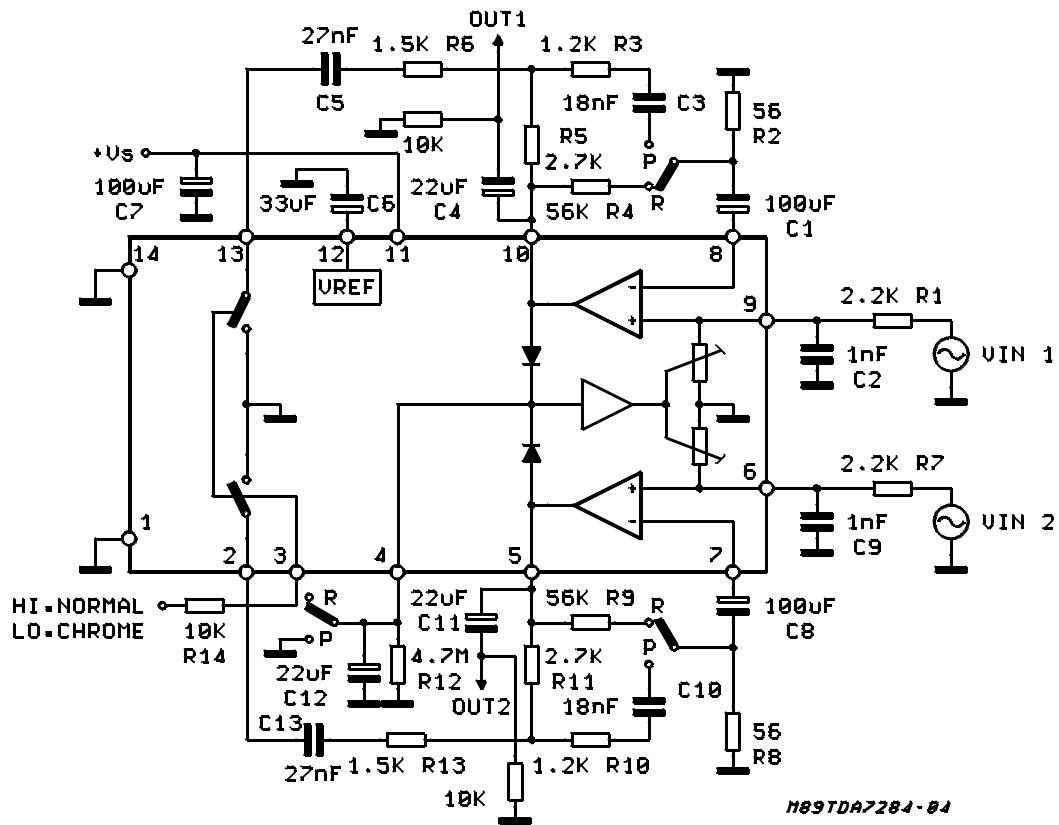 OUT1
27nF 1.5K R6 1.2K R3
C5 18nF C3 56
R2
10K R5
2.7K P
+Vs
100uF
C7
33uF C6 22uF
C4 56K R4 R 100uF
C1
14 13 12 11 10 8
VREF
- 9 2.2K R1
+
1nF
C2 VIN 1
6 2.2K R7
+
-
1nF
C9 VIN 2
1 2 3 4 5 7
HI=NORMAL
LO=CHROME
10K
R14
R
P
22uF
C12
4.7M
R12
22uF
C11
56K R9 R
P
100uF
C8
2.7K
R11
OUT2
18nF C10
56
R8
C13
27nF 1.5K R13 1.2K R10
10K
M89TDA7284-04